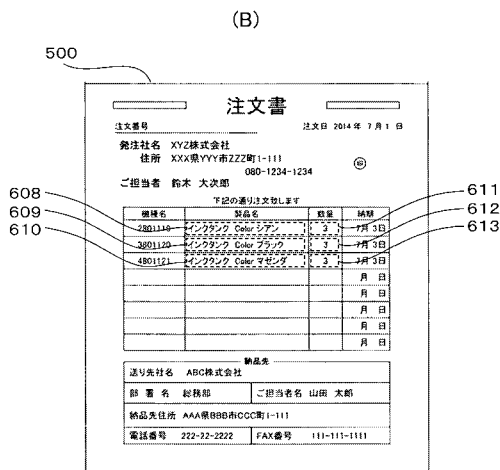 (B)
500
注文書
注文番号 注文日 2014年 7月 1日
発注社名 XYZ株式会社
住所 XXX県YYY市ZZZ町1-111
080-1234-1234
ご担当者 鈴木 大次郎
下記の通り注文致します
機種名 製品名 数量 納期
608 2801119 インクタンク Color シアン 3 7月 3日 611
609 3801120 インクタンク Color ブラック 3 7月 3日 612
610 4801121 インクタンク Color マゼンダ 3 7月 3日 613
月 日
月 日
月 日
月 日
月 日
納品先
送り先社名 ABC株式会社
部署名 総務部 ご担当者名 山田 太郎
納品先住所 AAA県BBB市CCC町1-111
電話番号 222-22-2222 FAX番号 111-111-1111